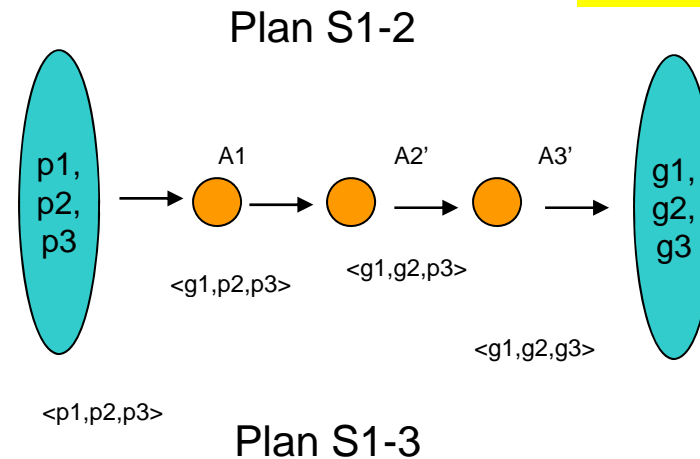 Plan S1-2
p1,
p2,
p3
A1
A2’
A3’
g1,
g2,
g3
<g1,p2,p3>
<g1,g2,p3>
<g1,g2,g3>
<p1,p2,p3>
Plan S1-3